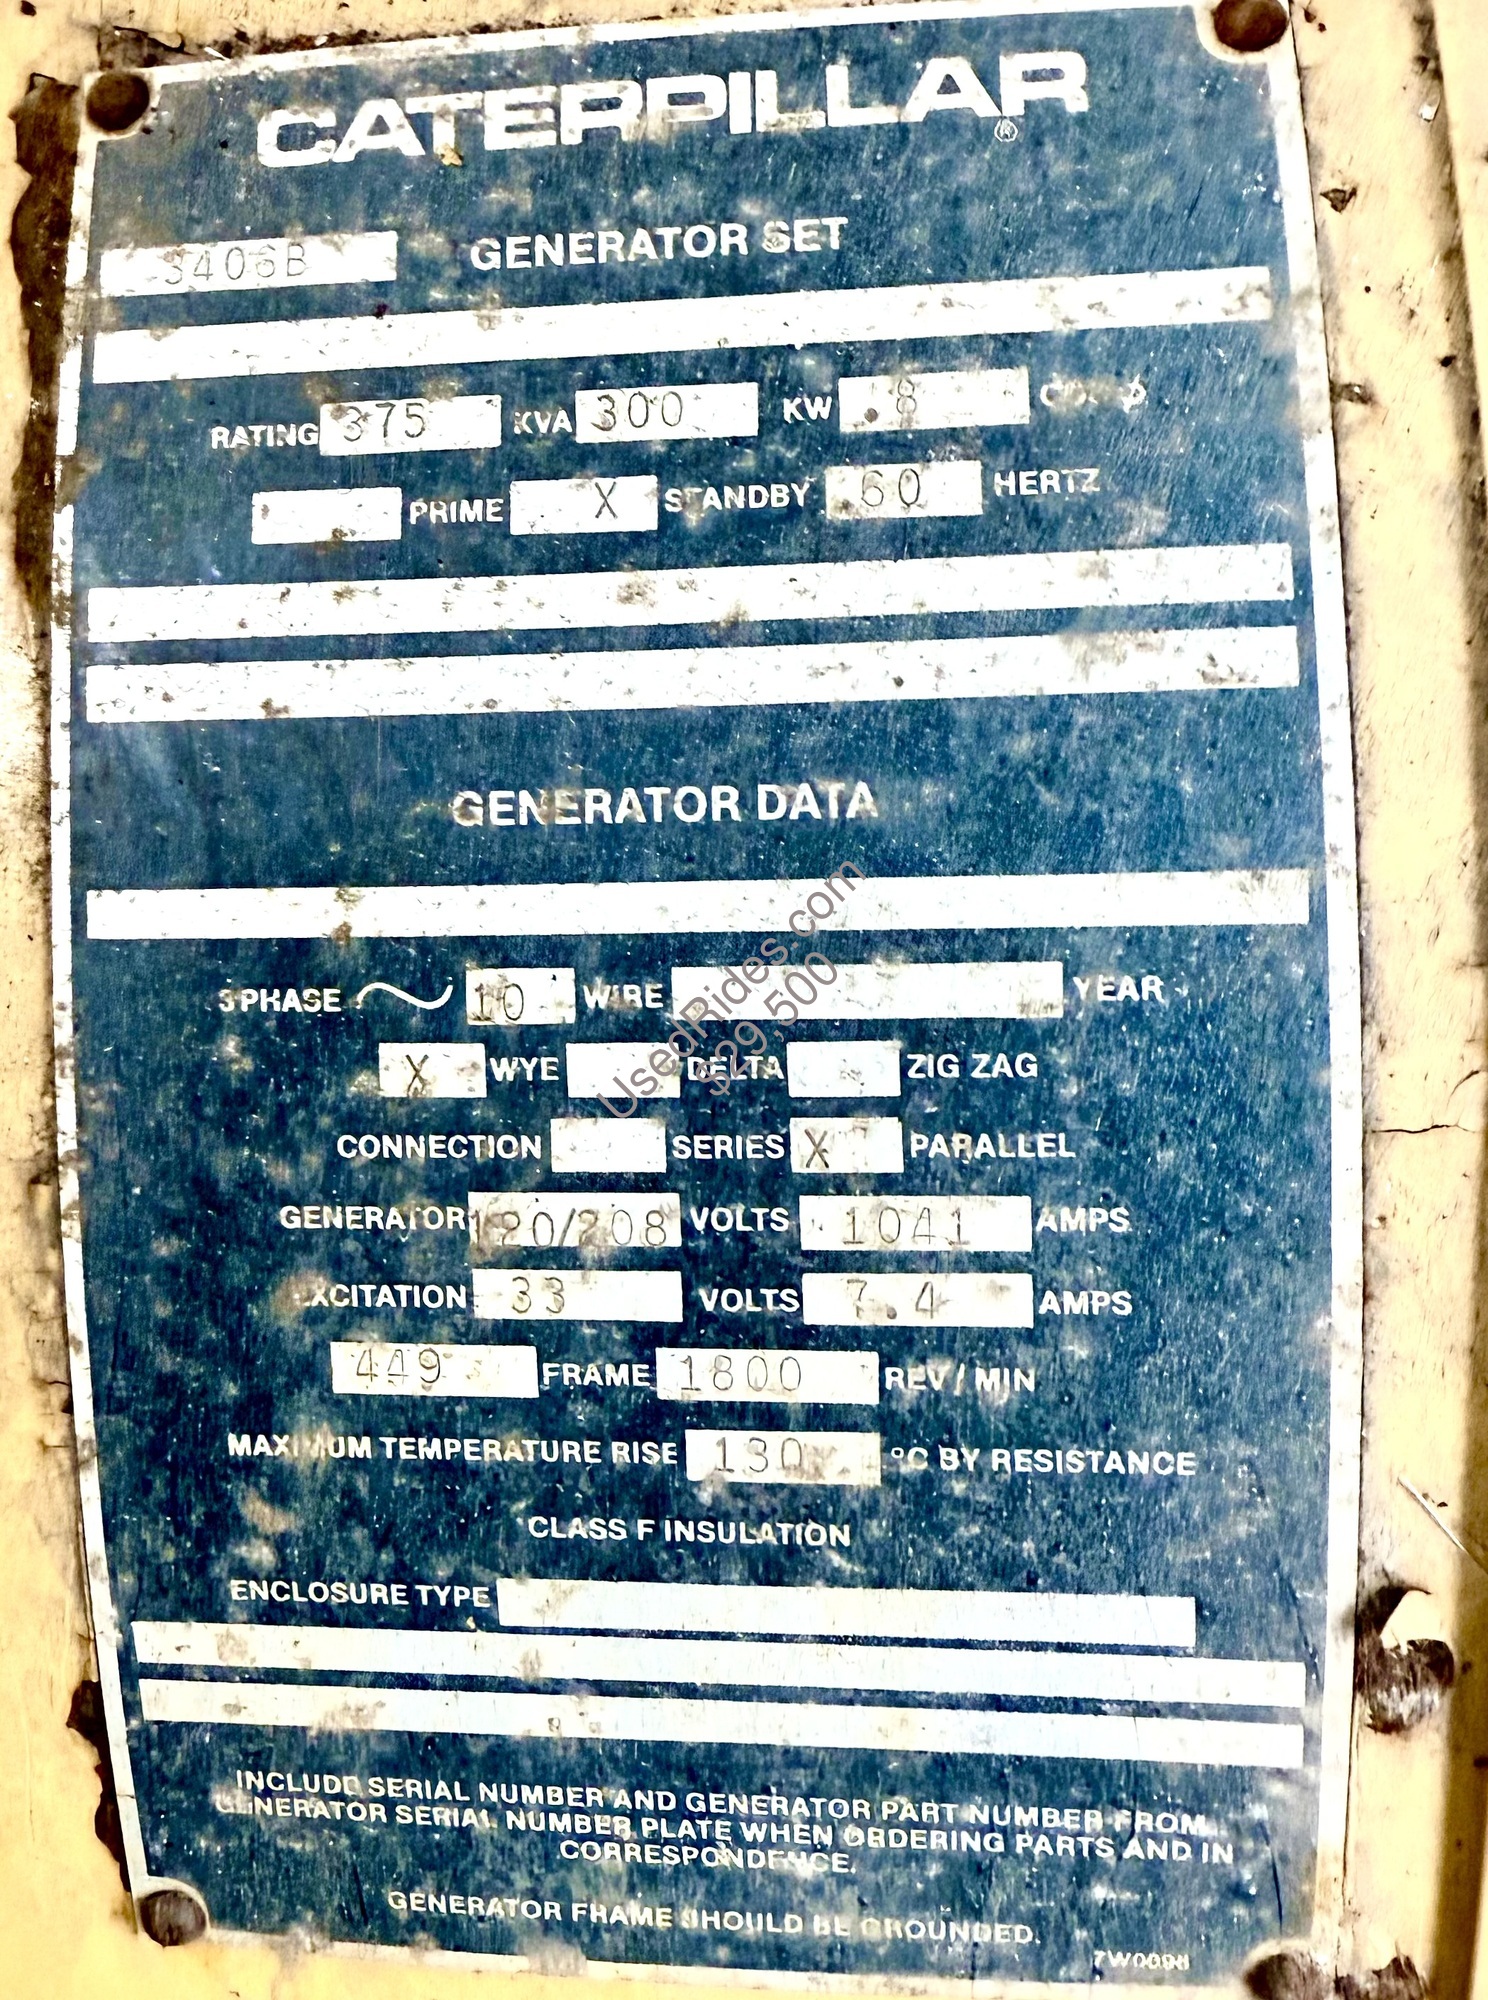 CATERPILLAR
®
3406B GENERATOR SET
RATING 375 KVA 300 KW .8 COS φ
PRIME X STANDBY 60 HERTZ
GENERATOR DATA
3 PHASE 10 WIRE YEAR
X WYE DELTA ZIG ZAG
CONNECTION SERIES X PARALLEL
GENERATOR 120/208 VOLTS 1041 AMPS
EXCITATION 33 VOLTS 7.4 AMPS
449 FRAME 1800 REV/MIN
MAXIMUM TEMPERATURE RISE 130 °C BY RESISTANCE
CLASS F INSULATION
ENCLOSURE TYPE
INCLUDE SERIAL NUMBER AND GENERATOR PART NUMBER FROM
GENERATOR SERIAL NUMBER PLATE WHEN ORDERING PARTS AND IN
CORRESPONDENCE.
GENERATOR FRAME SHOULD BE GROUNDED.
UsedRides.com
$29,500